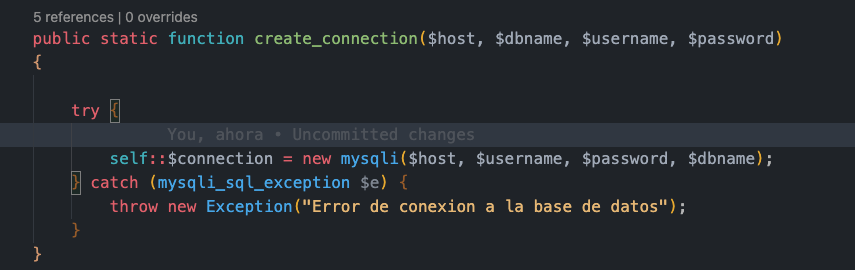 5 references | 0 overrides
public static function create_connection($host, $dbname, $username, $password)
{
try {
You, ahora • Uncommitted changes
self::$connection = new mysqli($host, $username, $password, $dbname);
} catch (mysqli_sql_exception $e) {
throw new Exception("Error de conexion a la base de datos");
}
}